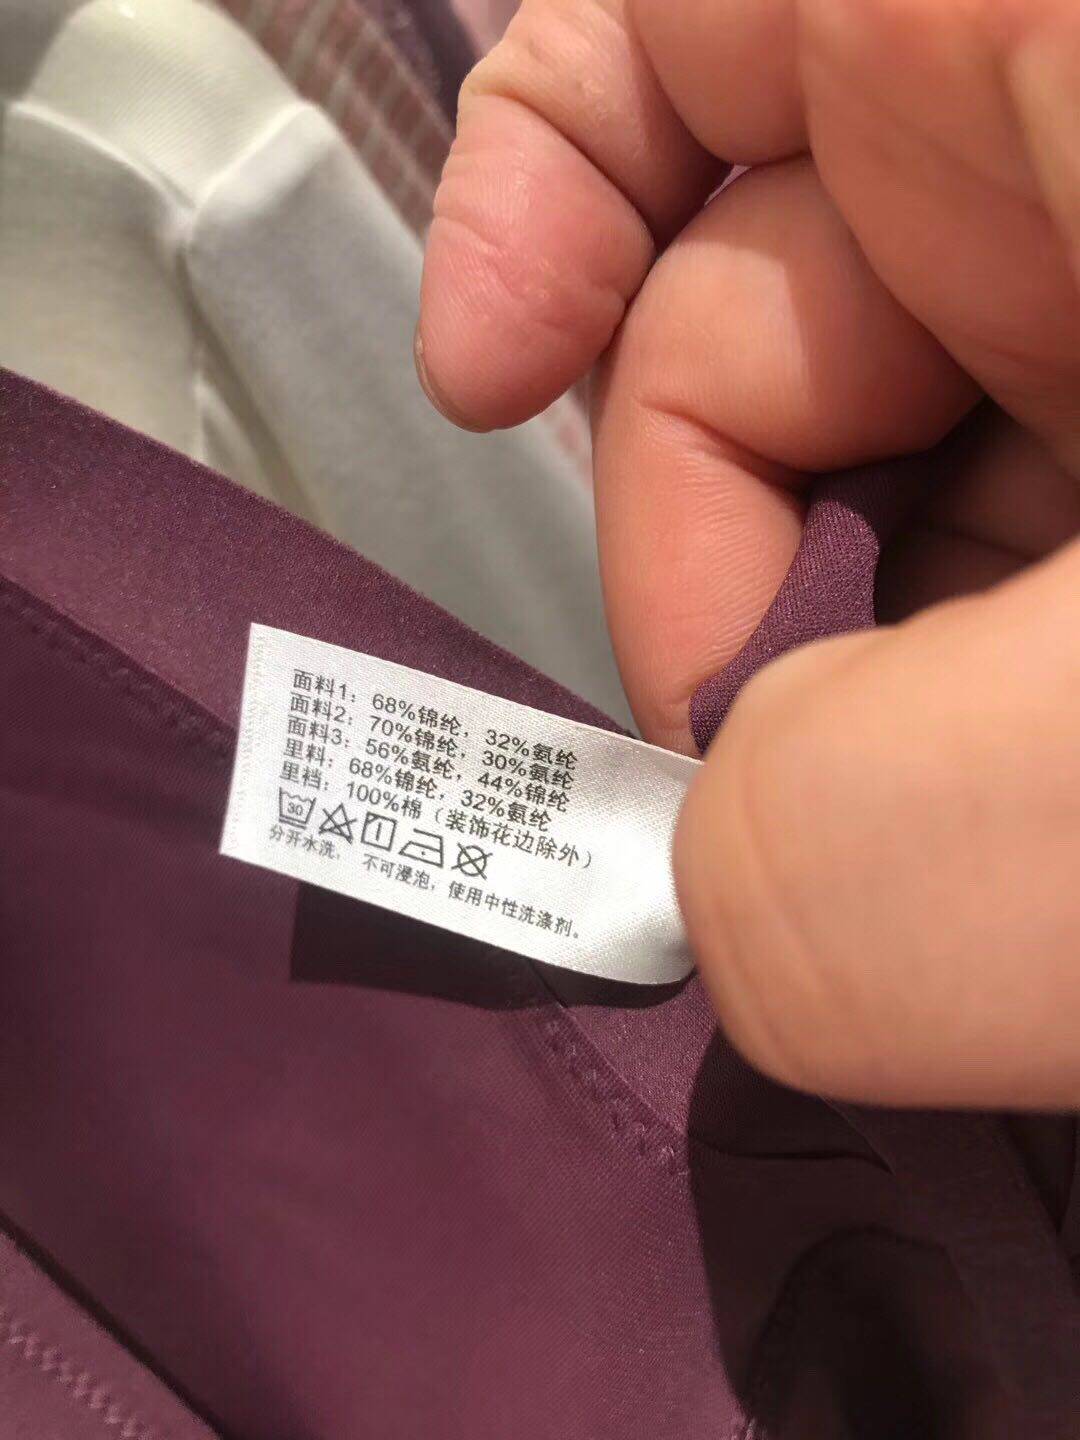 面料1：68%锦纶，32%氨纶
面料2：70%锦纶，30%氨纶
面料3：56%氨纶，44%锦纶
里料：68%锦纶，32%氨纶
里裆：100%棉（装饰花边除外）
30
分开水洗，不可浸泡，使用中性洗涤剂。